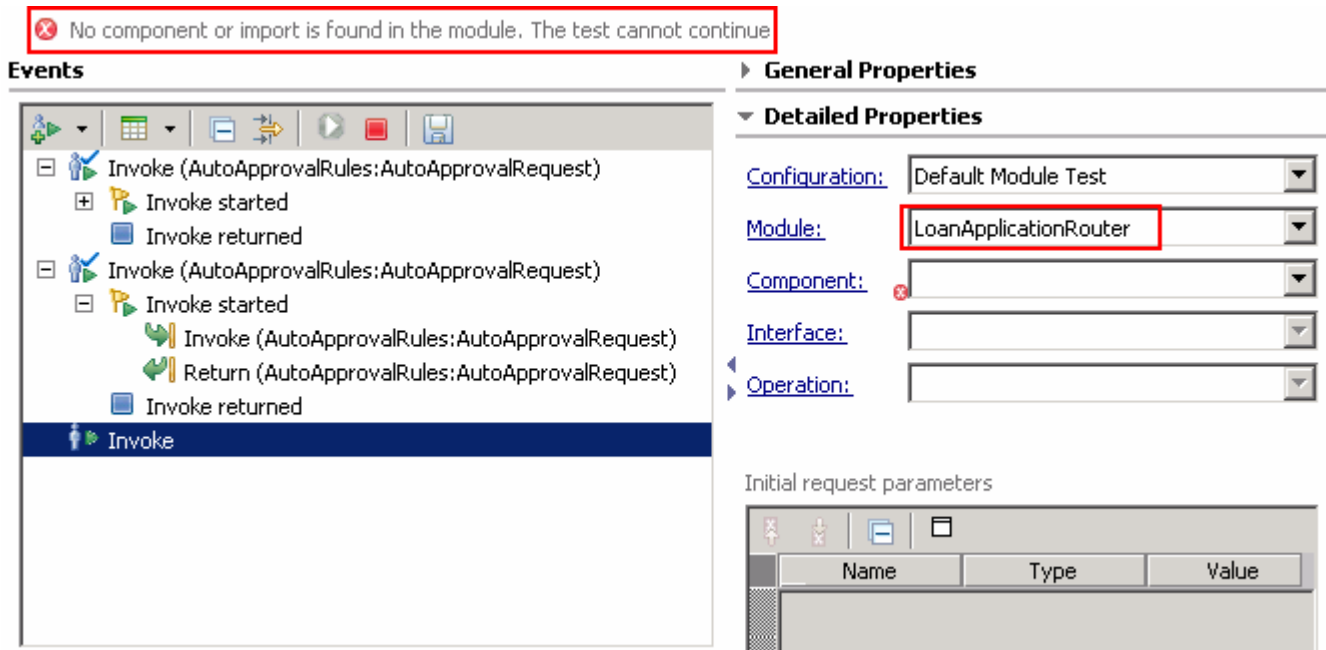 No component or import is found in the module. The test cannot continue
Events
Invoke (AutoApprovalRules:AutoApprovalRequest)
Invoke started
Invoke returned
Invoke (AutoApprovalRules:AutoApprovalRequest)
Invoke started
Invoke (AutoApprovalRules:AutoApprovalRequest)
Return (AutoApprovalRules:AutoApprovalRequest)
Invoke returned
Invoke
General Properties
Detailed Properties
Configuration: Default Module Test
Module: LoanApplicationRouter
Component:
Interface:
Operation:
Initial request parameters
Name Type Value